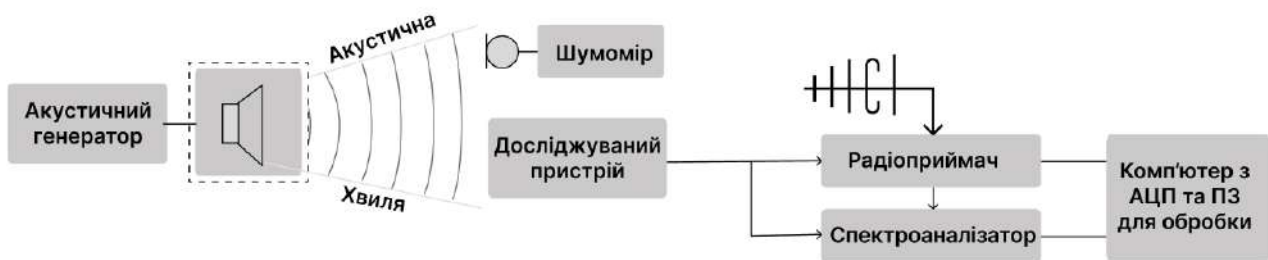 Акустичний
генератор
Акустична
Хвиля
Шумомір
Досліджуваний
пристрій
Радіоприймач
Спектроаналізатор
Комп'ютер з
АЦП та ПЗ
для обробки